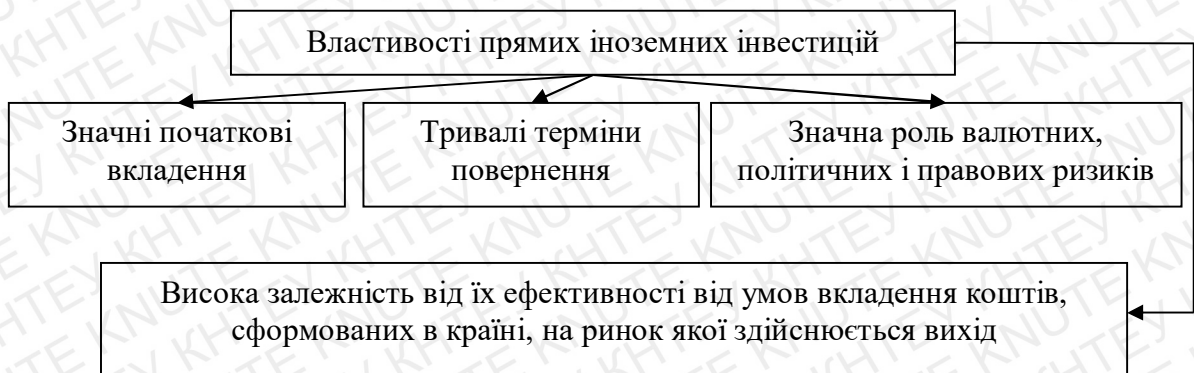 Властивості прямих іноземних інвестицій
Значні початкові
вкладення
Тривалі терміни
повернення
Значна роль валютних,
політичних і правових ризиків
Висока залежність від їх ефективності від умов вкладення коштів,
сформованих в країні, на ринок якої здійснюється вихід